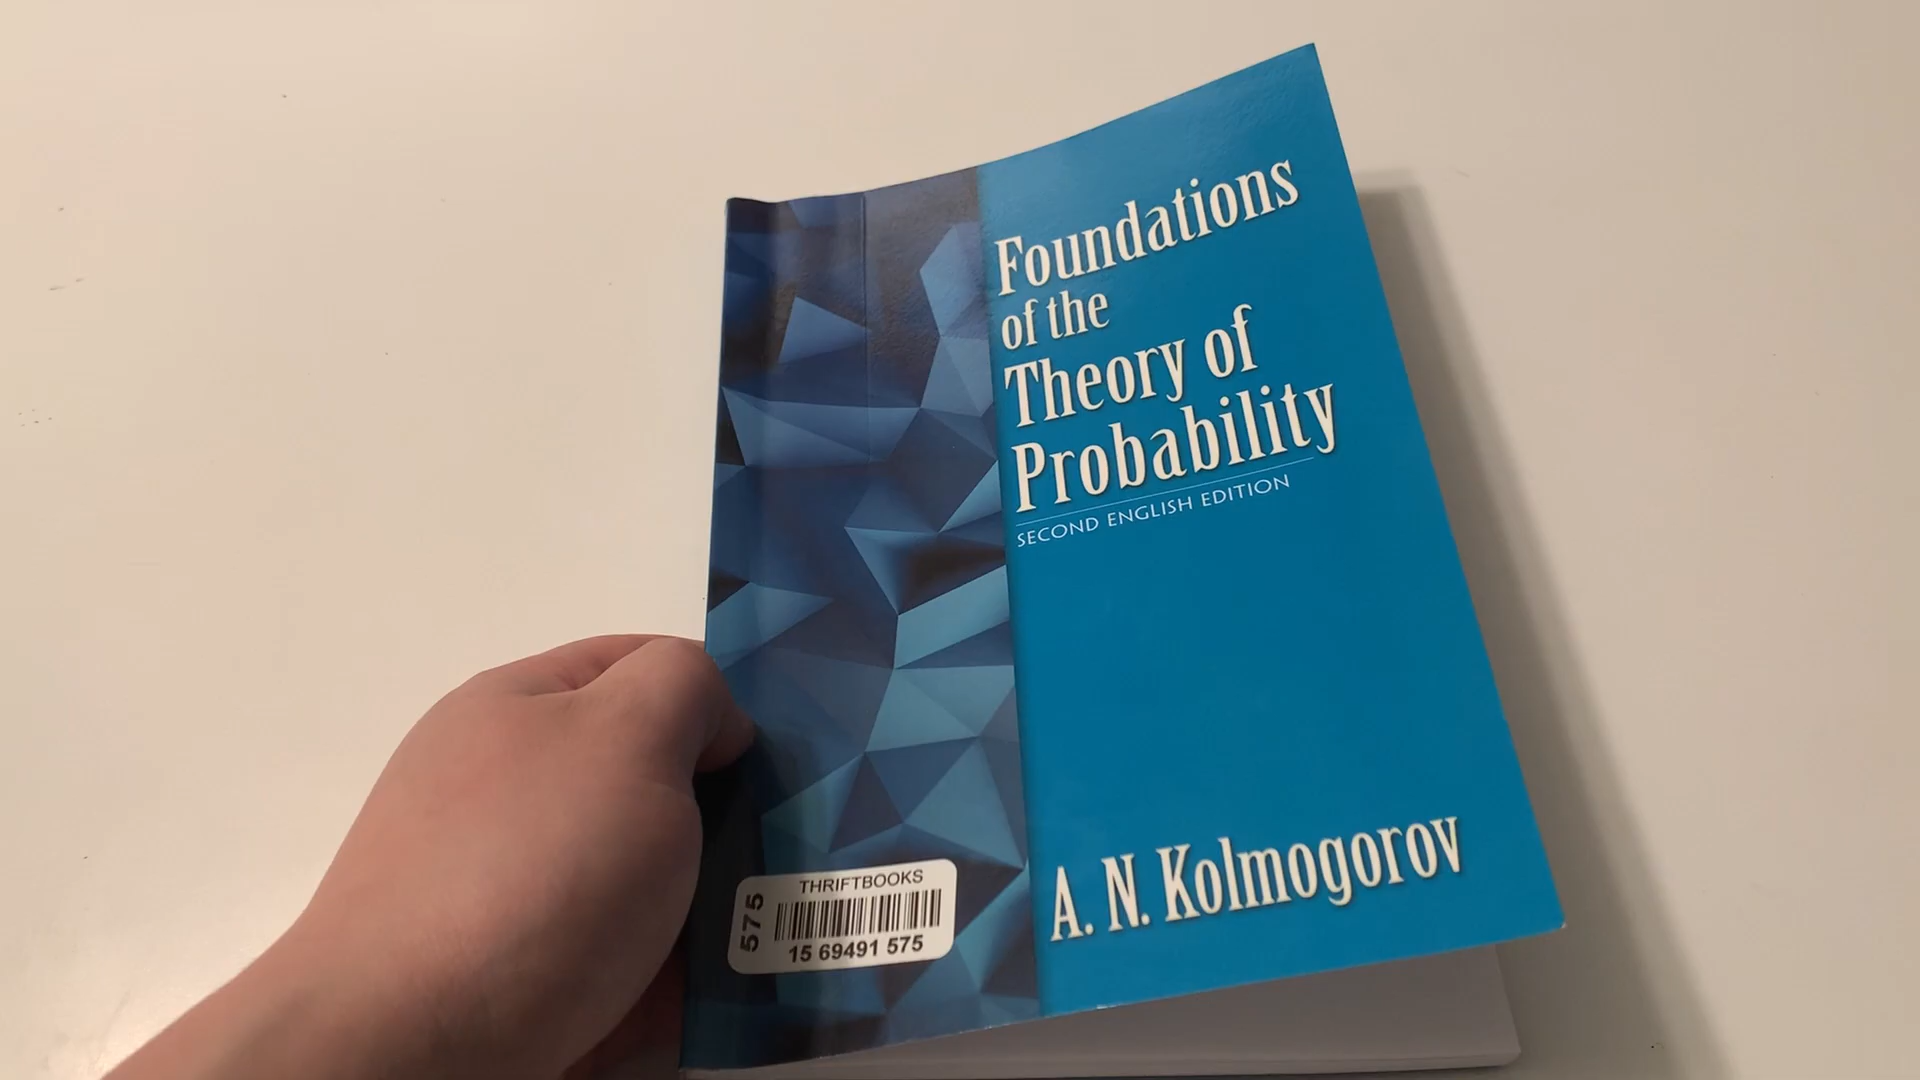 Foundations
of the
Theory of
Probability
SECOND ENGLISH EDITION
A. N. Kolmogorov
THRIFTBOOKS
575
15 69491 575